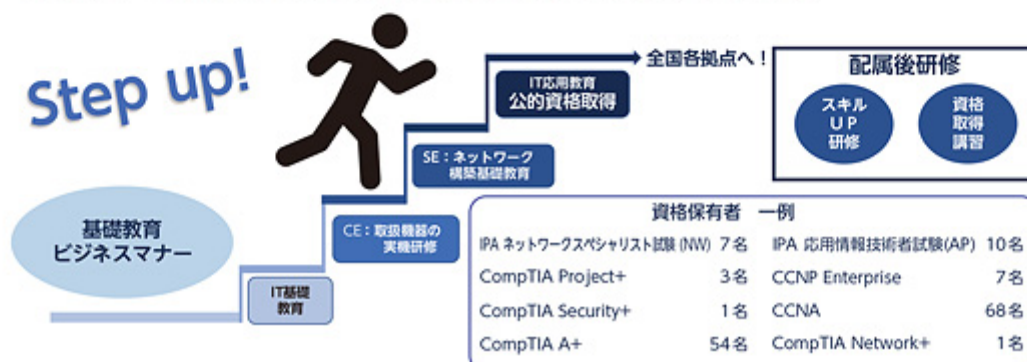 Step up!
基礎教育
ビジネスマナー
IT基礎
教育
CE：取扱機器の
実機研修
SE：ネットワーク
構築基礎教育
IT応用教育
公的資格取得
全国各拠点へ！
配属後研修
スキル
UP
研修
資格
取得
講習
資格保有者 一例
IPA ネットワークスペシャリスト試験(NW) 7名
IPA 応用情報技術者試験(AP) 10名
CompTIA Project+ 3名
CCNP Enterprise 7名
CompTIA Security+ 1名
CCNA 68名
CompTIA A+ 54名
CompTIA Network+ 1名